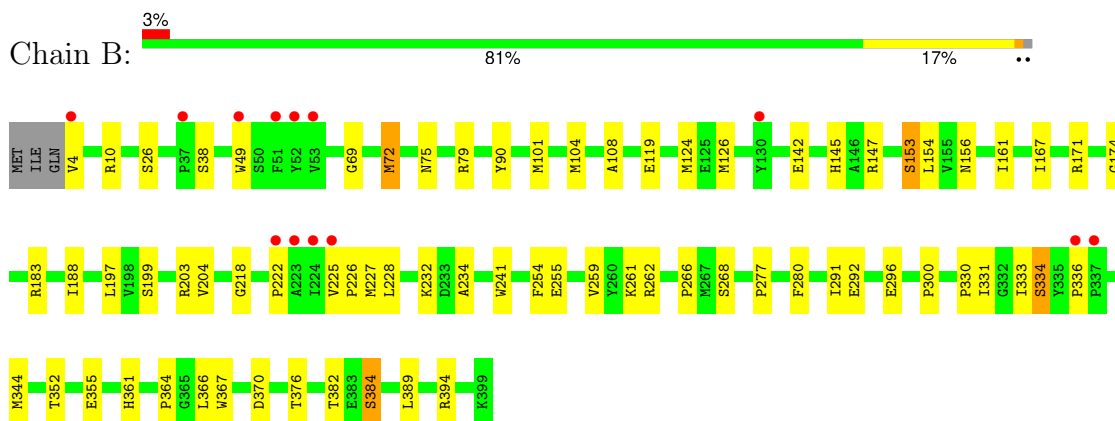 3%
Chain B:
81% 17% ••
MET ILE GLN V4 R10 S26 P37 S38 W49 S50 F51 Y52 V53 G69 M72 N75 R79 Y90 M101 M104 A108 E119 M124 E125 M126 Y130 E142 H145 A146 R147 S153 L154 V155 N156 I161 I167 R171 G174
R183 I188 L197 V198 S199 R203 V204 G218 P222 A223 I224 V225 P226 M227 L228 K232 D233 A234 W241 F254 E255 V259 Y260 K261 R262 P266 M267 S268 P277 F280 I291 E292 E296 P300 P330 I331 G332 I333 S334 Y335 P336 P337
M344 T352 E355 H361 P364 G365 L366 W367 D370 T376 T382 E383 S384 L389 R394 K399